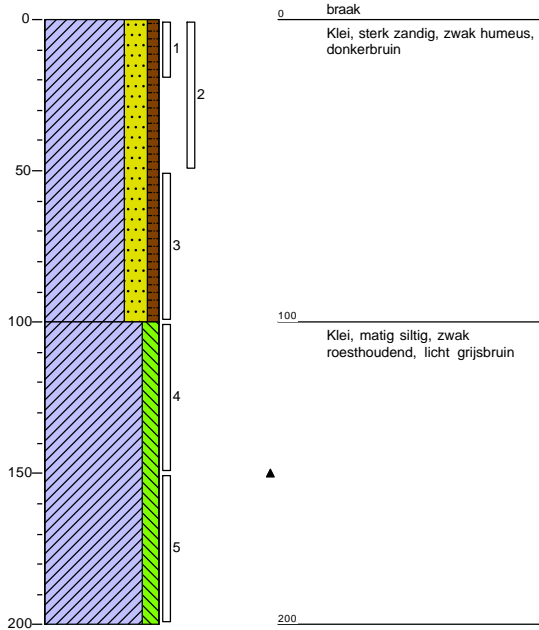 0
50
100
150
200
1
2
3
4
5
0
braak
Klei, sterk zandig, zwak humeus,
donkerbruin
100
Klei, matig siltig, zwak
roesthoudend, licht grijsbruin
200